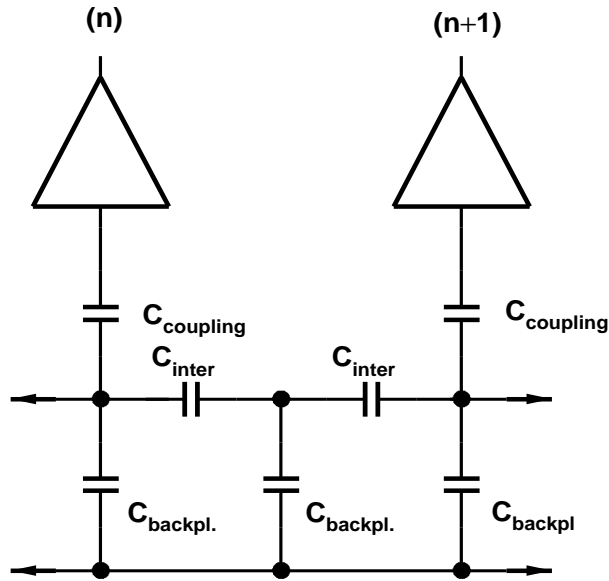 (n)
(n+1)
C_coupling
C_coupling
C_inter
C_inter
C_backpl.
C_backpl.
C_backpl